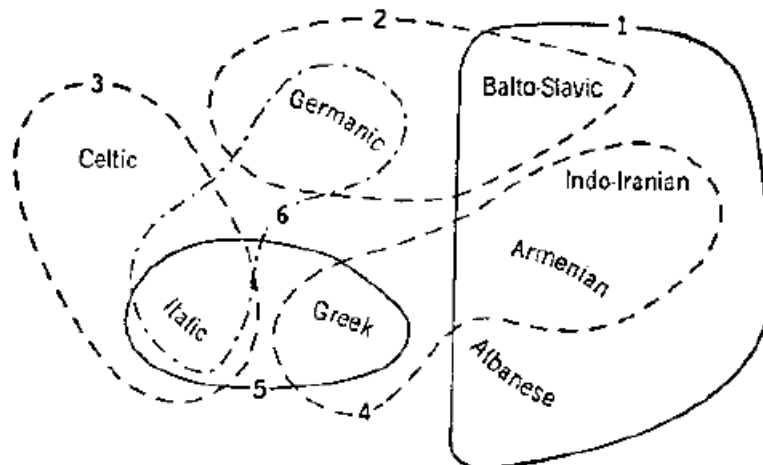 2
1
3
Balto-Slavic
Germanic
Celtic
Indo-Iranian
6
Armenian
Italic
Greek
Albanese
5
4